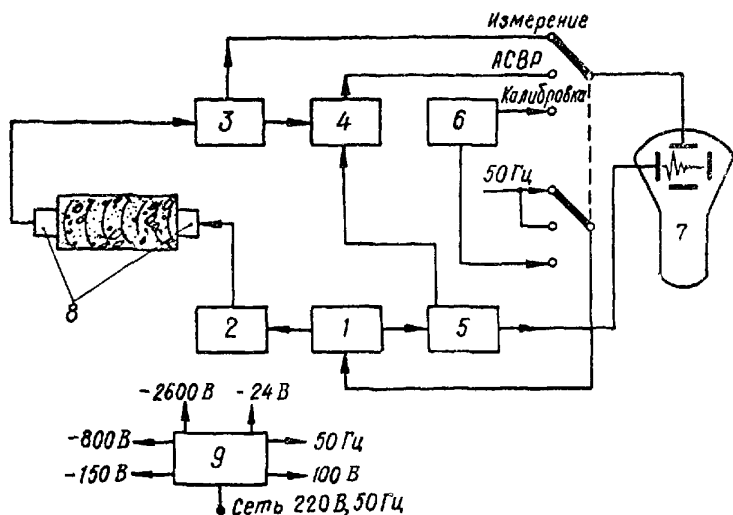 Измерение
АСВР
Калибровка
3
4
6
50 Гц
7
8
2
1
5
-2600 В
-24 В
-800 В
9
50 Гц
-150 В
100 В
Сеть 220 В, 50 Гц